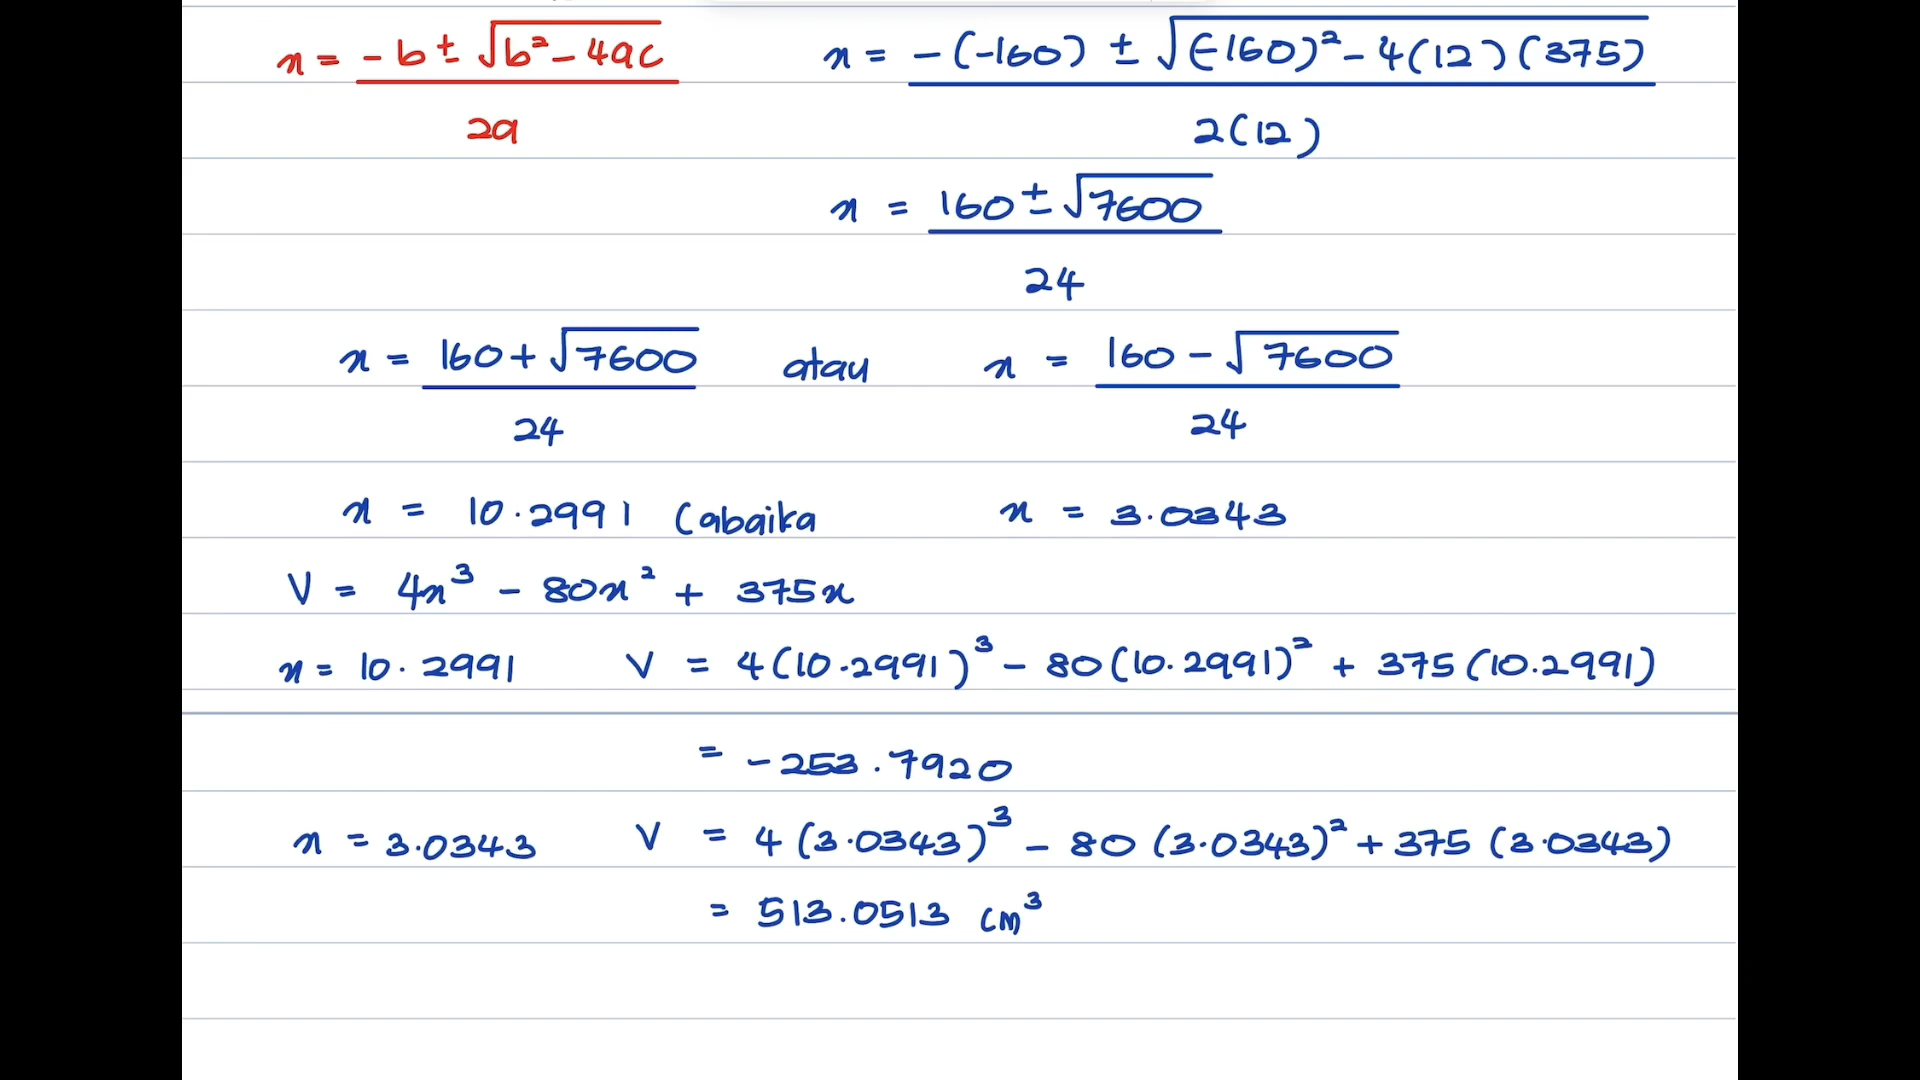 x = -b ± √b² - 4ac / 2a    x = -(-160) ± √(-160)² - 4(12)(375) / 2(12)
x = 160 ± √7600 / 24
x = 160 + √7600 / 24 atau x = 160 - √7600 / 24
x = 10.2991 (abaika x = 3.0343
V = 4x³ - 80x² + 375x
x = 10.2991 V = 4(10.2991)³ - 80(10.2991)² + 375(10.2991)
= -253.7920
x = 3.0343 V = 4(3.0343)³ - 80(3.0343)² + 375(3.0343)
= 513.0513 cm³